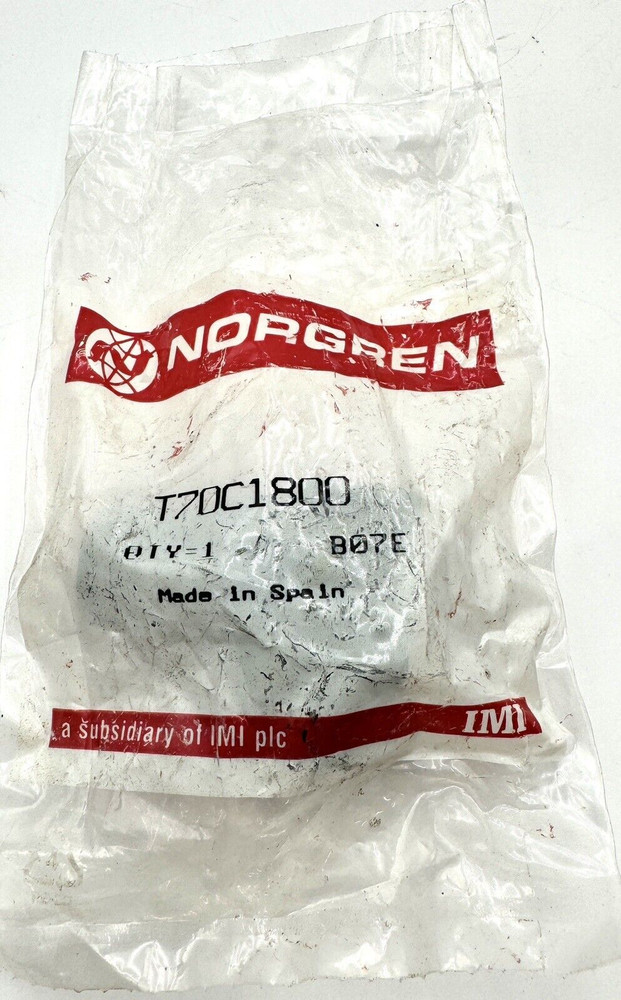 NORGREN
T70C1800
QTY=1 B07E
Made in Spain
a subsidiary of IMI plc IMI